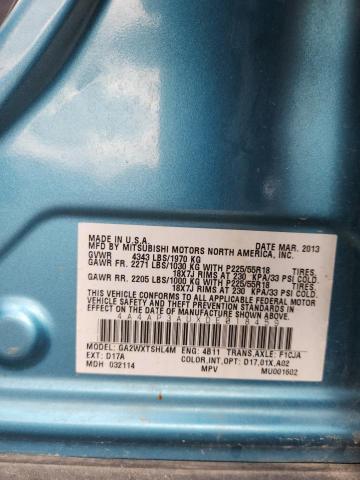 MADE IN U.S.A. DATE MAR. 2013
MFD. BY MITSUBISHI MOTORS NORTH AMERICA, INC.
GVWR 4343 LBS/1970 KG
GAWR FR. 2271 LBS/1030 KG WITH P225/55R18 TIRES,
18X7J RIMS AT 230 KPA/33 PSI COLD
GAWR RR. 2205 LBS/1000 KG WITH P225/55R18 TIRES,
18X7J RIMS AT 230 KPA/33 PSI COLD
THIS VEHICLE CONFORMS TO ALL APPLICABLE FEDERAL MOTOR
VEHICLE SAFETY AND THEFT PREVENTION STANDARDS IN EFFECT
ON THE DATE OF MANUFACTURE SHOWN ABOVE.
MODEL: GA2WXTSHL4M ENG: 4B11 TRANS,AXLE: F1CJA
EXT: D17A COLOR,INT,OPT: D17,01X,A02
MDH 032114 MPV MU001602